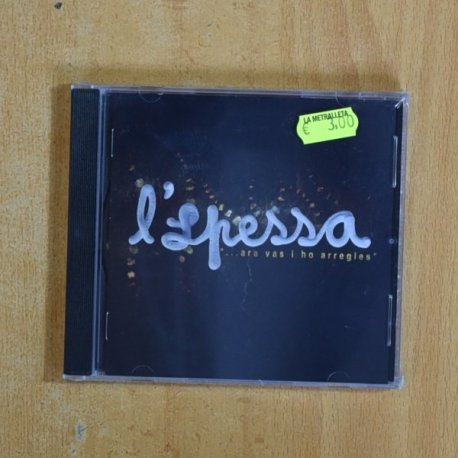 LA METRALLETA
€ 3,00
l'Espessa
"...ara vas i ho arregles"